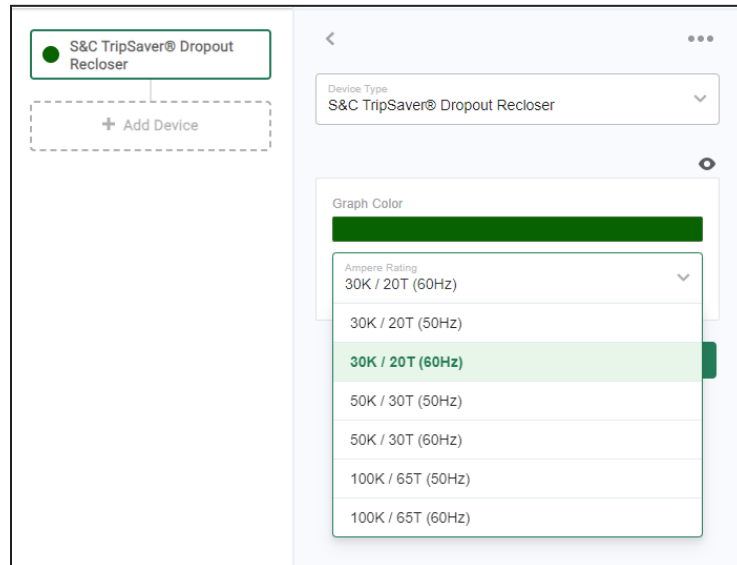 S&C TripSaver® Dropout
Recloser
+ Add Device
Device Type
S&C TripSaver® Dropout Recloser
Graph Color
Ampere Rating
30K / 20T (60Hz)
30K / 20T (50Hz)
30K / 20T (60Hz)
50K / 30T (50Hz)
50K / 30T (60Hz)
100K / 65T (50Hz)
100K / 65T (60Hz)